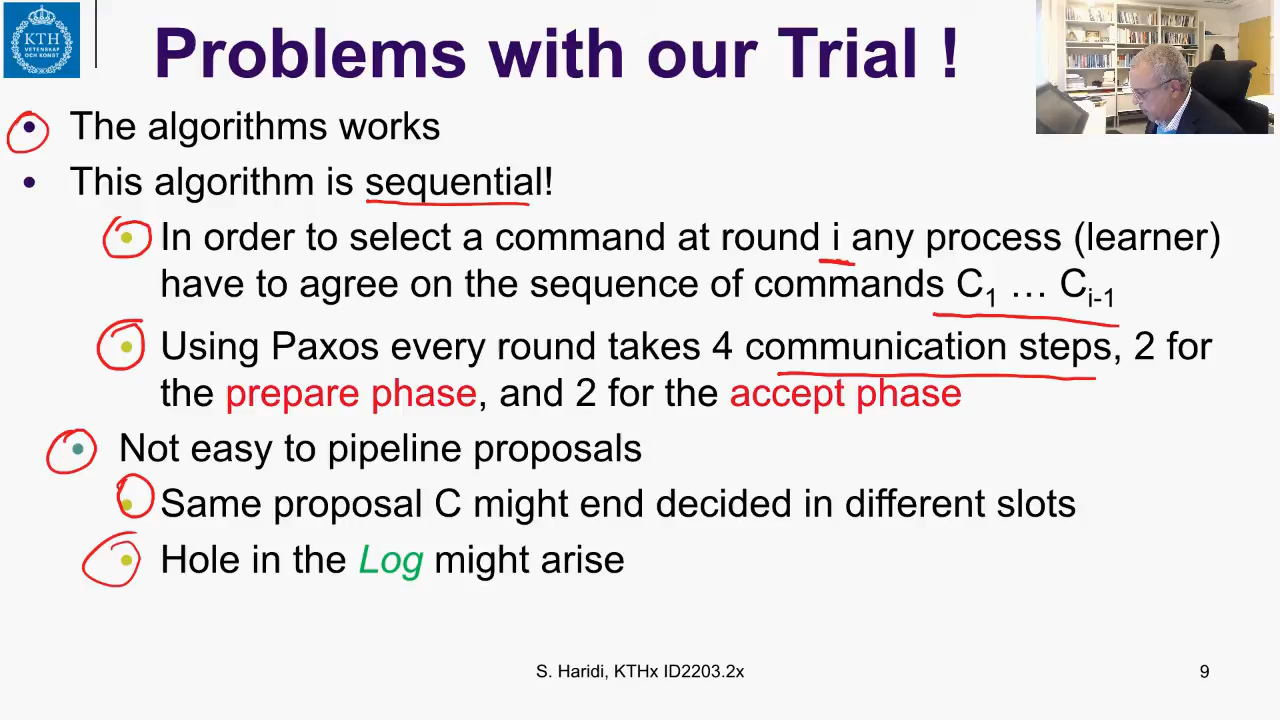 KTH
VETENSKAP
OCH KONST
Problems with our Trial !
• The algorithms works
• This algorithm is sequential!
• In order to select a command at round i any process (learner)
have to agree on the sequence of commands C1 … Ci-1
• Using Paxos every round takes 4 communication steps, 2 for
the prepare phase, and 2 for the accept phase
• Not easy to pipeline proposals
• Same proposal C might end decided in different slots
• Hole in the Log might arise
S. Haridi, KTHx ID2203.2x
9